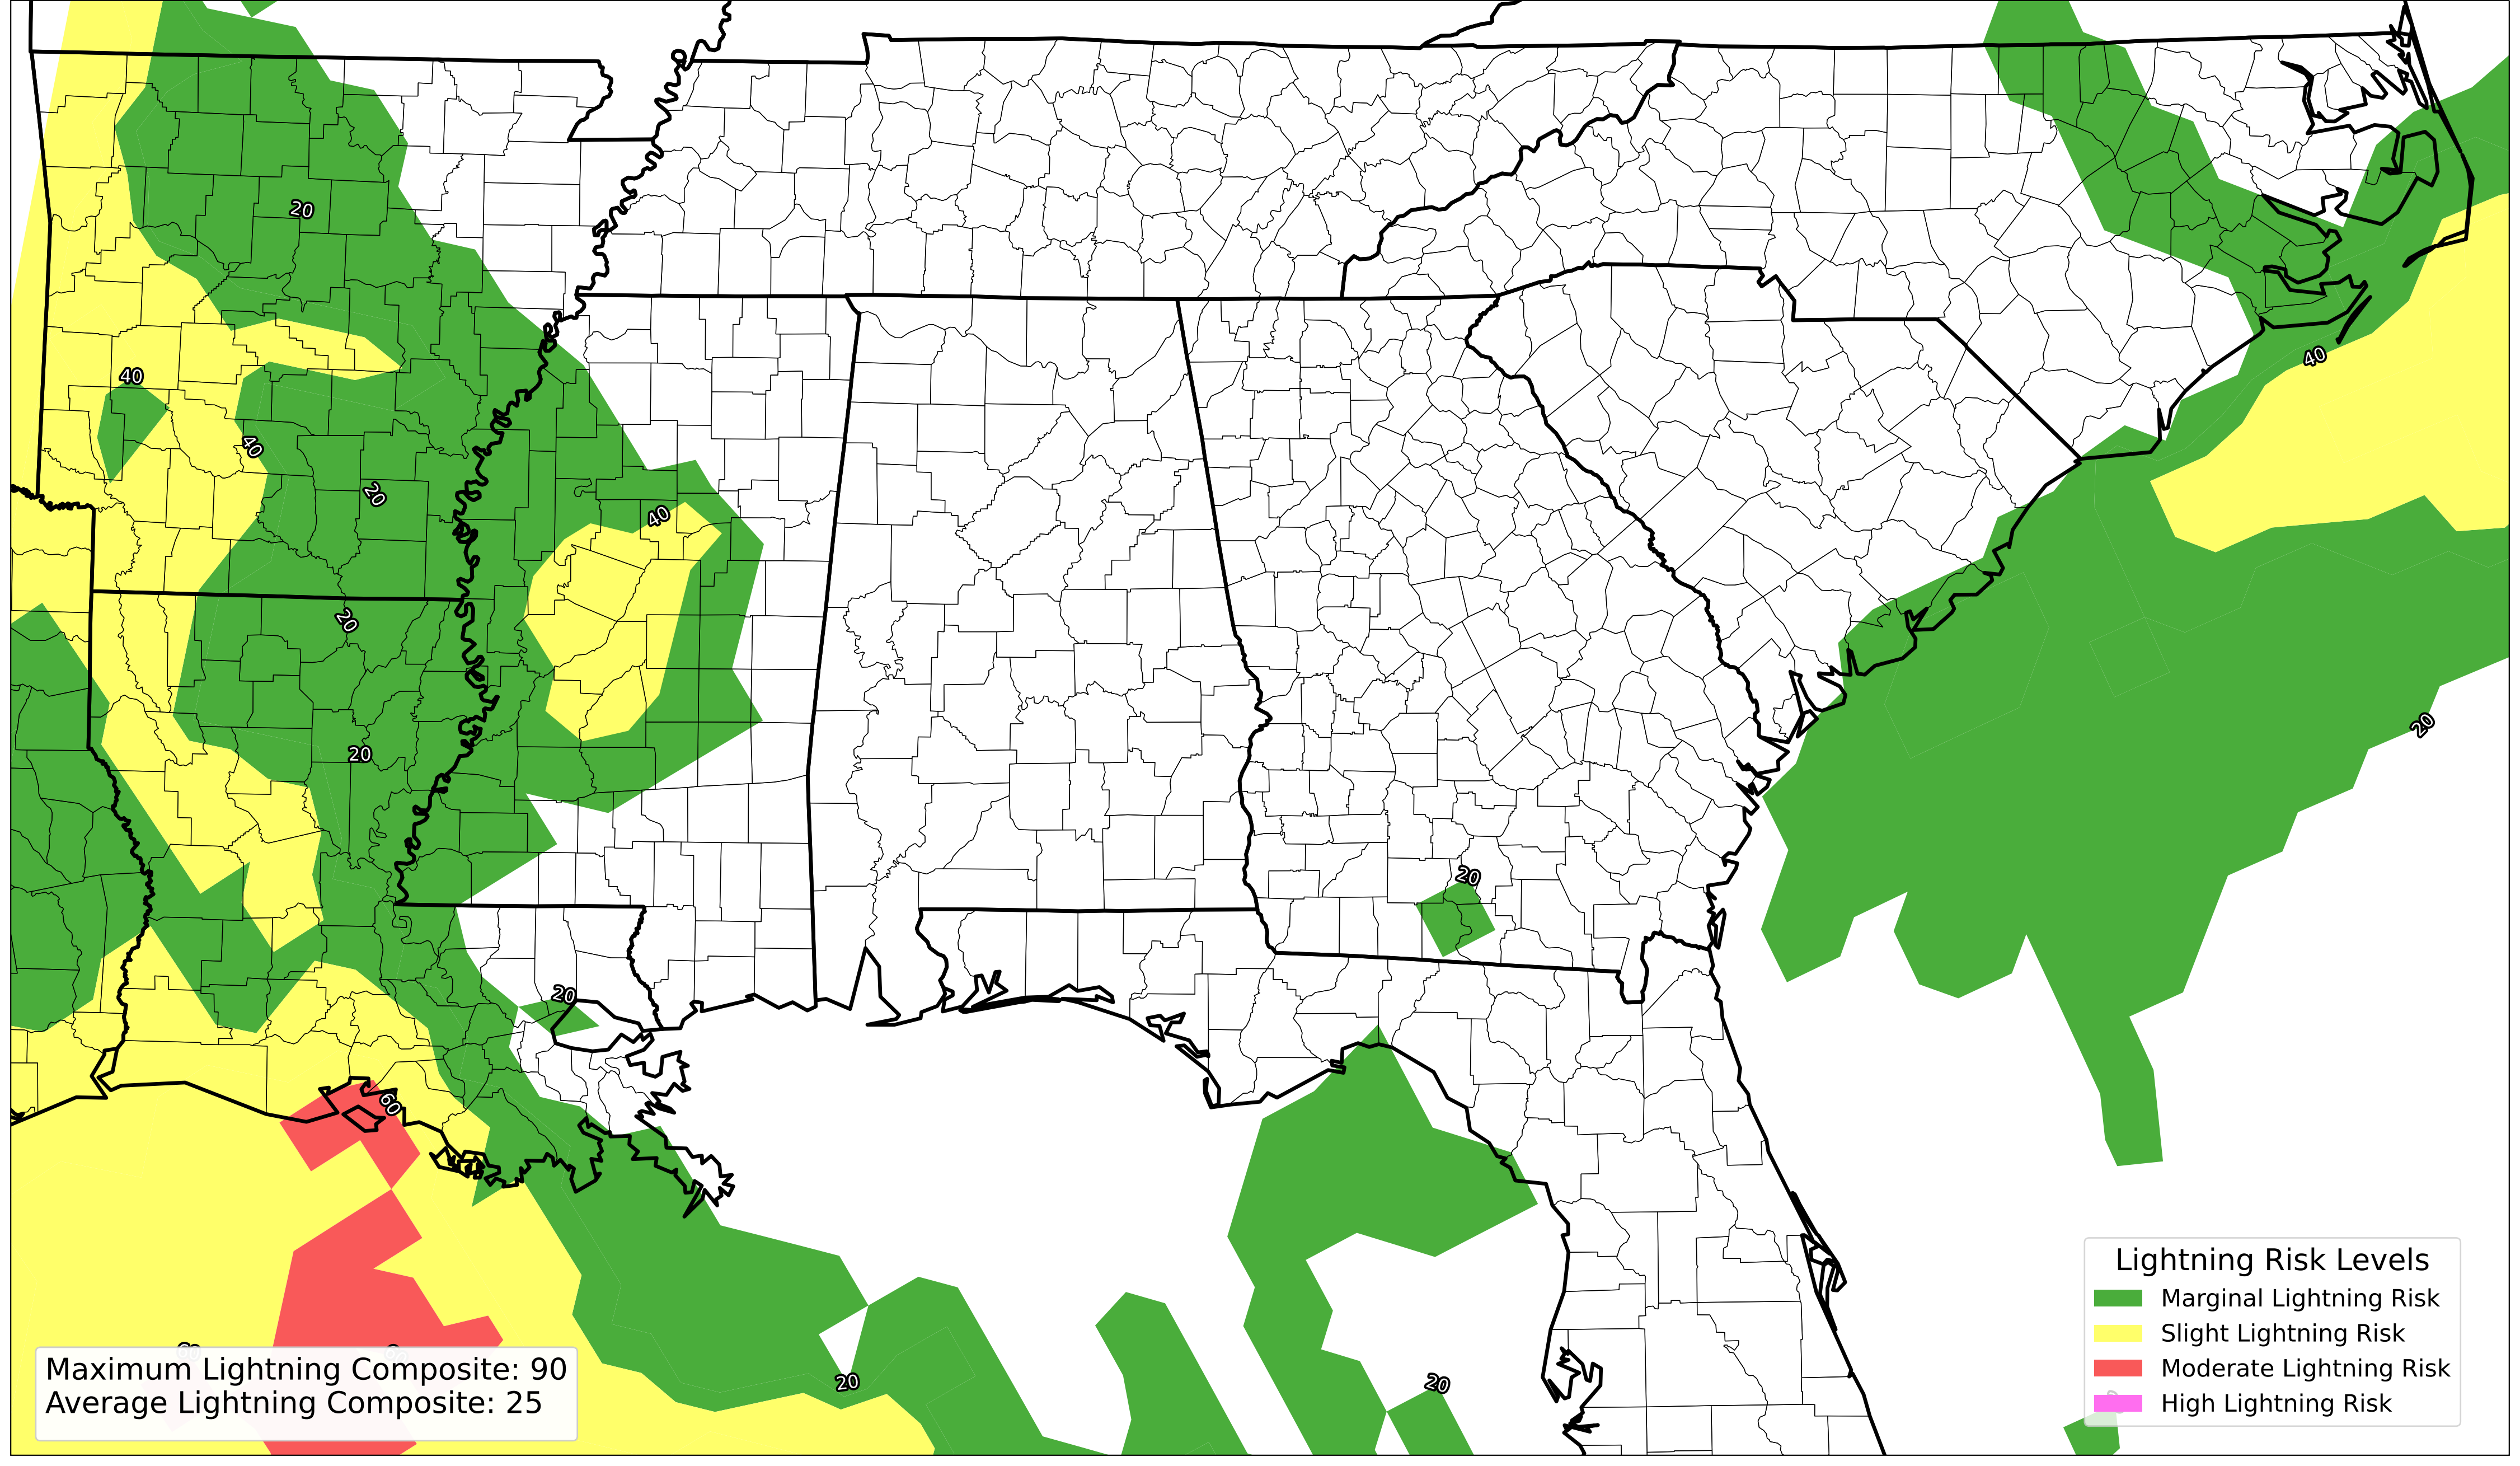 20
40
40
40
40
20
20
20
20
20
20
60
20
20
Maximum Lightning Composite: 90
Average Lightning Composite: 25
Lightning Risk Levels
Marginal Lightning Risk
Slight Lightning Risk
Moderate Lightning Risk
High Lightning Risk